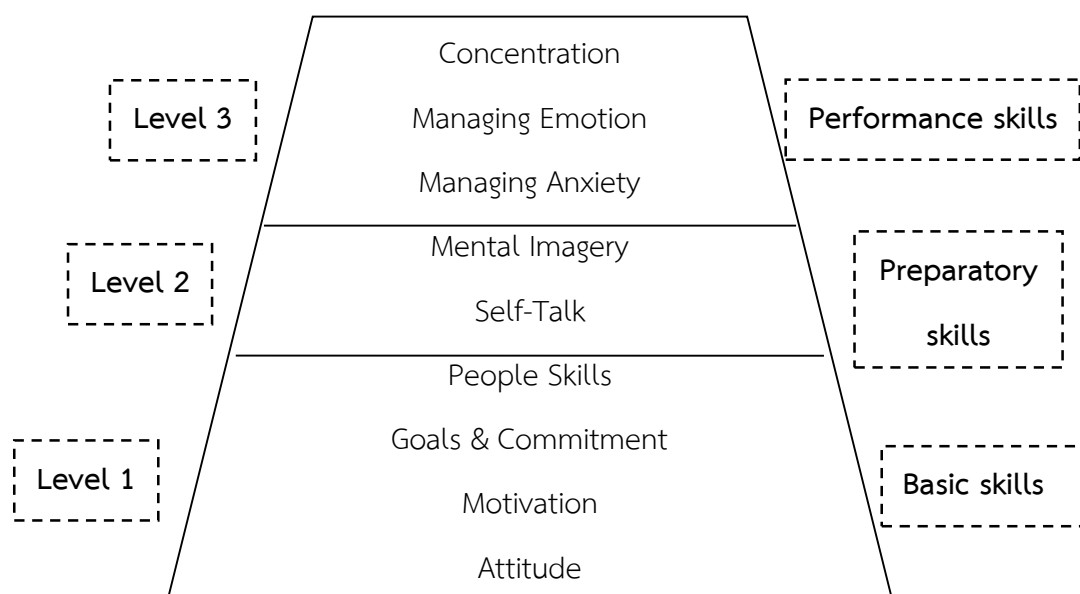 Concentration
Level 3
Managing Emotion
Performance skills
Managing Anxiety
Mental Imagery
Level 2
Self-Talk
Preparatory
skills
People Skills
Goals & Commitment
Level 1
Motivation
Basic skills
Attitude